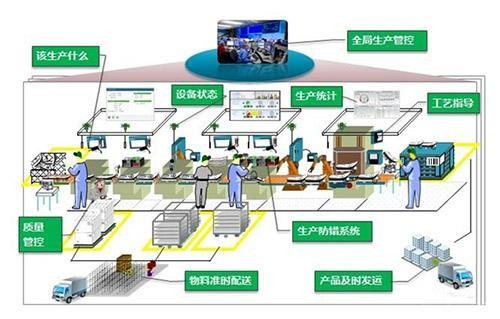 全局生产管控
该生产什么
设备状态
生产统计
工艺指导
质量
管控
生产防错系统
物料准时配送
产品及时发运